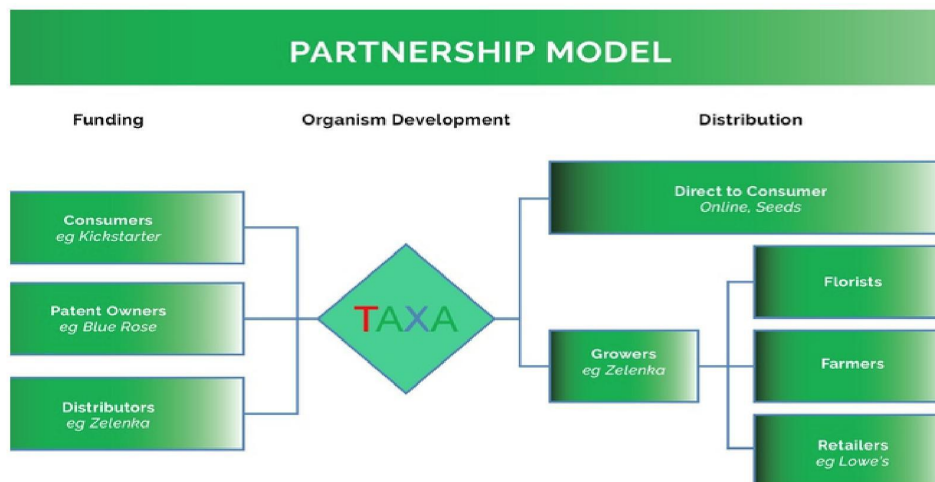 PARTNERSHIP MODEL
Funding
Organism Development
Distribution
Consumers
eg Kickstarter
Patent Owners
eg Blue Rose
Distributors
eg Zelenka
TAXA
Direct to Consumer
Online, Seeds
Growers
eg Zelenka
Florists
Farmers
Retailers
eg Lowe's